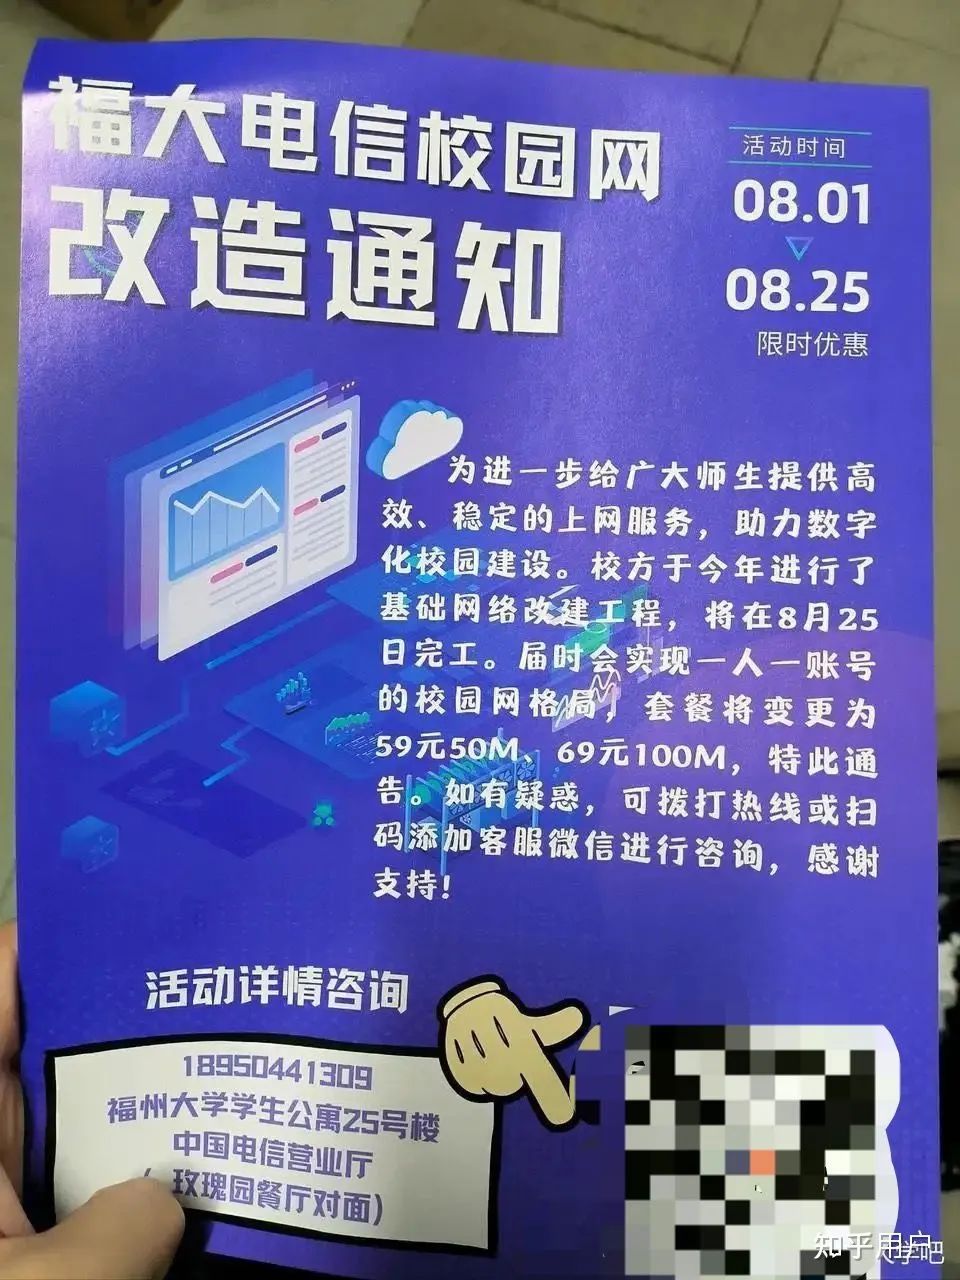 福大电信校园网
改造通知
活动时间
08.01
08.25
限时优惠
为进一步给广大师生提供高
效、稳定的上网服务，助力数字
化校园建设。校方于今年进行了
基础网络改建工程，将在8月25
日完工。届时会实现一人一账号
的校园网格局，套餐将变更为
59元50M、69元100M，特此通
告。如有疑惑，可拨打热线或扫
码添加客服微信进行咨询，感谢
支持！
活动详情咨询
18950441309
福州大学学生公寓25号楼
中国电信营业厅
（玫瑰园餐厅对面）
知乎用户
大学吧